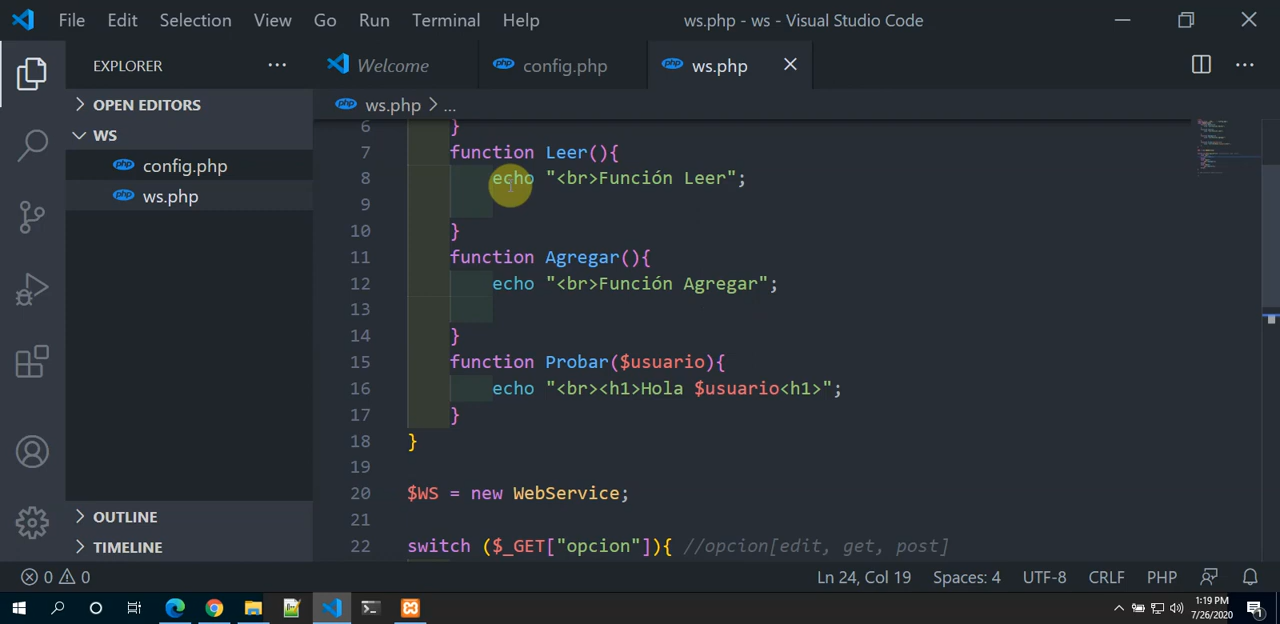 File Edit Selection View Go Run Terminal Help ws.php - ws - Visual Studio Code
EXPLORER ··· Welcome config.php ws.php
OPEN EDITORS
ws.php > ...
WS
config.php
ws.php
OUTLINE
TIMELINE
6 }
7 function Leer(){
8 echo "<br>Función Leer";
9
10 }
11 function Agregar(){
12 echo "<br>Función Agregar";
13
14 }
15 function Probar($usuario){
16 echo "<br><h1>Hola $usuario<h1>";
17 }
18 }
19
20 $WS = new WebService;
21
22 switch ($_GET["opcion"]){ //opcion[edit, get, post]
0 0 Ln 24, Col 19 Spaces: 4 UTF-8 CRLF PHP
1:19 PM
7/26/2020
1